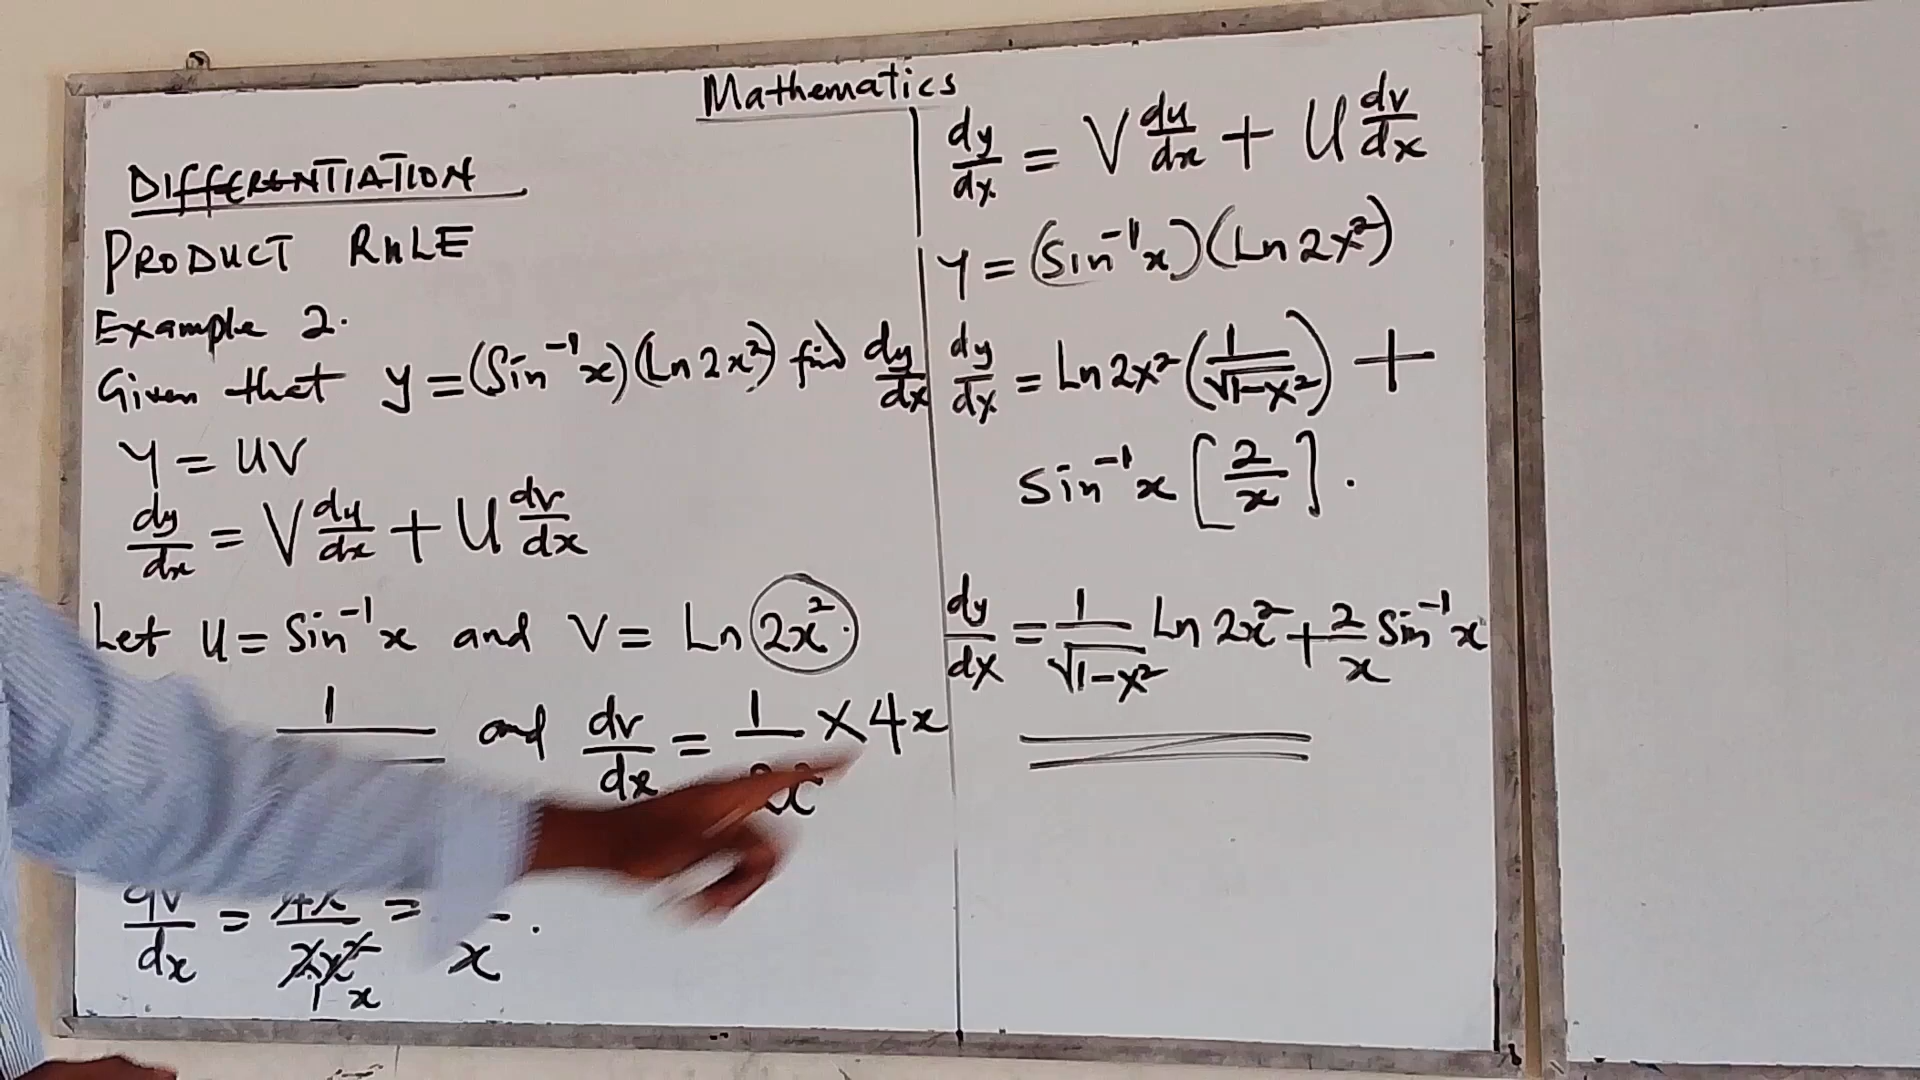 Mathematics
DIFFERENTIATION
PRODUCT RULE
Example 2.
Given that y = (Sin⁻¹x)(Ln 2x²) find dy/dx
Y = UV
dy/dx = V du/dx + U dv/dx
Let U = Sin⁻¹x and V = Ln 2x².
1 and dv/dx = 1/ × 4x
dv/dx = 4x/2x² = /x .
1 x
dy/dx = V du/dx + U dv/dx
Y = (Sin⁻¹x)(Ln 2x²)
dy/dx = Ln 2x² (1/√1-x²) +
Sin⁻¹x [2/x].
dy/dx = 1/√1-x² Ln 2x² + 2/x Sin⁻¹x